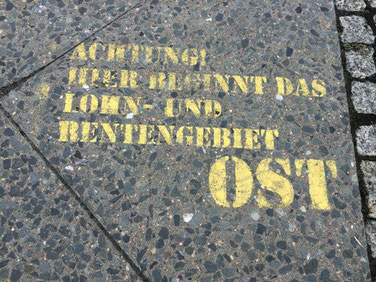 ACHTUNG!
HIER BEGINNT DAS
LOHN- UND
RENTENGEBIET
OST